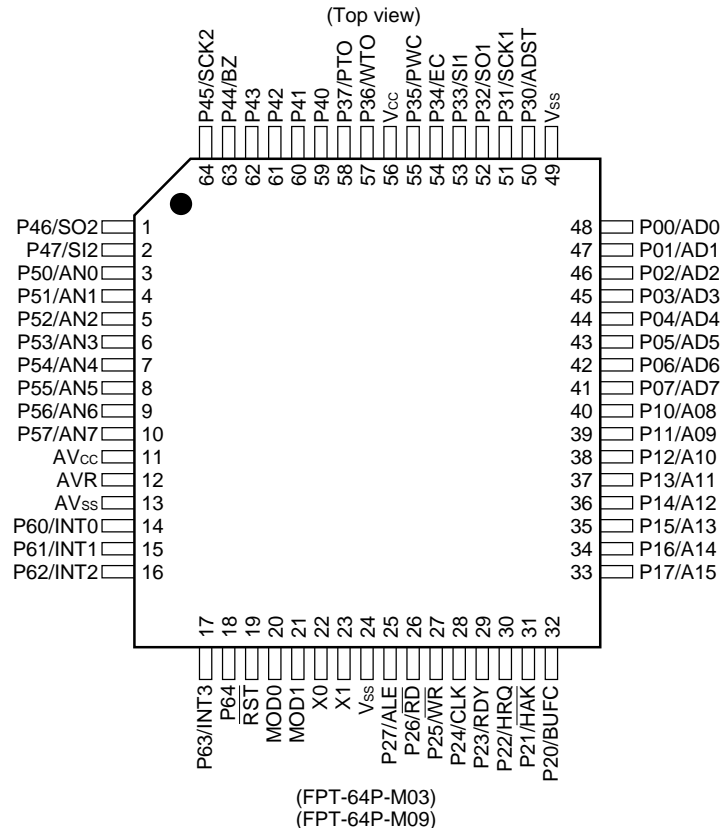 (Top view)
P45/SCK2
P44/BZ
P43
P42
P41
P40
P37/PTO
P36/WTO
Vcc
P35/PWC
P34/EC
P33/SI1
P32/SO1
P31/SCK1
P30/ADST
Vss
64
63
62
61
60
59
58
57
56
55
54
53
52
51
50
49
P46/SO2 1
P47/SI2 2
P50/AN0 3
P51/AN1 4
P52/AN2 5
P53/AN3 6
P54/AN4 7
P55/AN5 8
P56/AN6 9
P57/AN7 10
AVcc 11
AVR 12
AVss 13
P60/INT0 14
P61/INT1 15
P62/INT2 16
48 P00/AD0
47 P01/AD1
46 P02/AD2
45 P03/AD3
44 P04/AD4
43 P05/AD5
42 P06/AD6
41 P07/AD7
40 P10/A08
39 P11/A09
38 P12/A10
37 P13/A11
36 P14/A12
35 P15/A13
34 P16/A14
33 P17/A15
17
18
19
20
21
22
23
24
25
26
27
28
29
30
31
32
P63/INT3
P64
RST
MOD0
MOD1
X0
X1
Vss
P27/ALE
P26/RD
P25/WR
P24/CLK
P23/RDY
P22/HRQ
P21/HAK
P20/BUFC
(FPT-64P-M03)
(FPT-64P-M09)